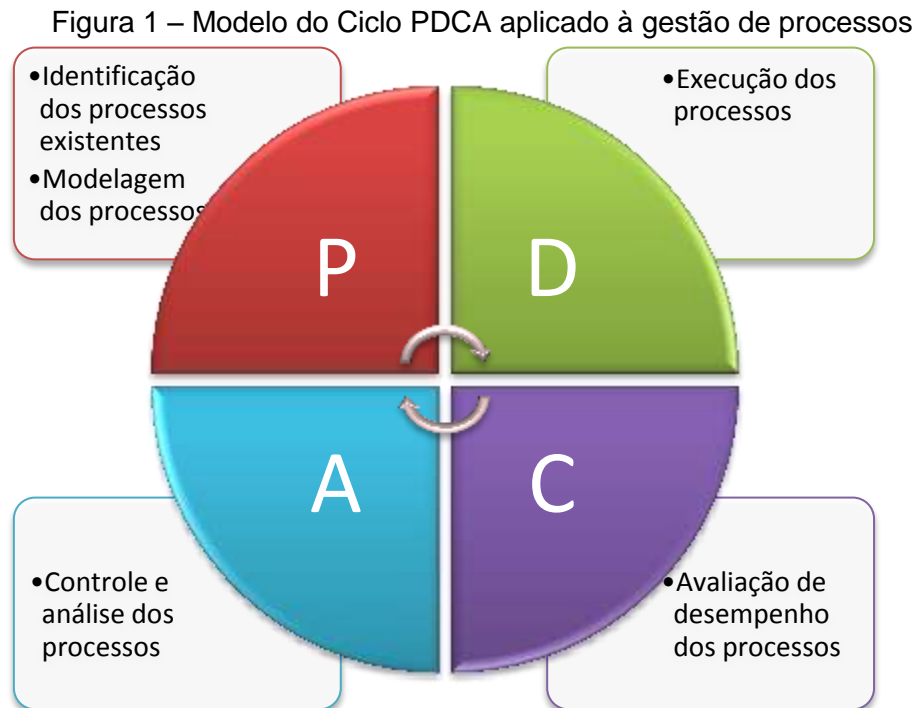 Figura 1 – Modelo do Ciclo PDCA aplicado à gestão de processos
•Identificação
dos processos
existentes
•Modelagem
dos processos
•Execução dos
processos
P
D
A
C
•Controle e
análise dos
processos
•Avaliação de
desempenho
dos processos